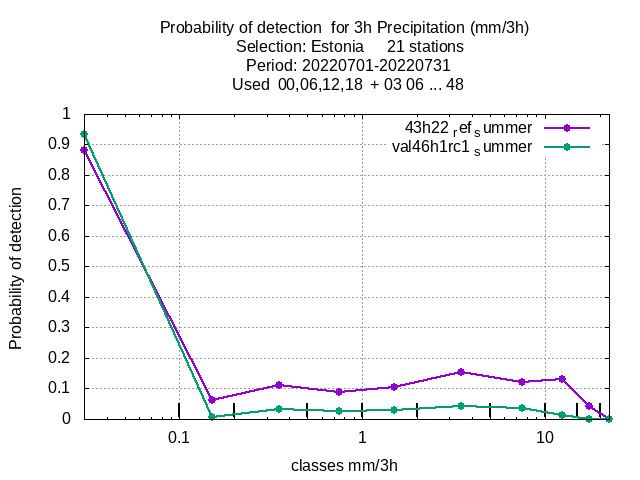 Probability of detection  for 3h Precipitation (mm/3h)
Selection: Estonia     21 stations
Period: 20220701-20220731
Used  00,06,12,18  + 03 06 ... 48
43h22 ref summer
val46h1rc1 summer
1
0.9
0.8
0.7
0.6
0.5
0.4
0.3
0.2
0.1
0
Probability of detection
0.1
1
10
classes mm/3h